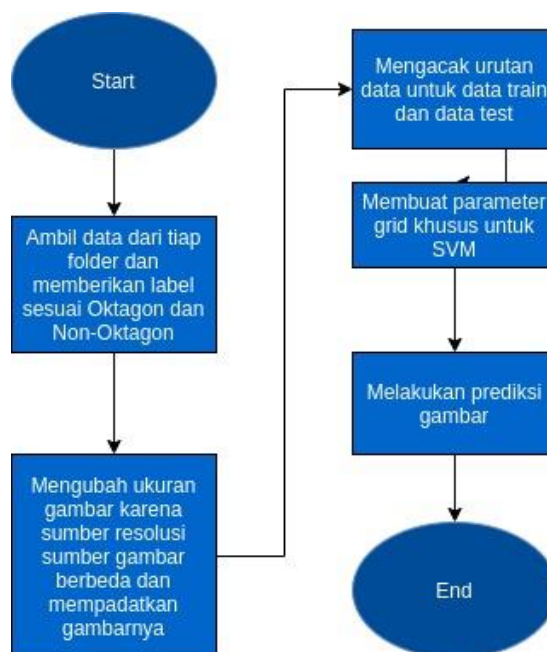 Start
Ambil data dari tiap
folder dan
memberikan label
sesuai Oktagon dan
Non-Oktagon
Mengubah ukuran
gambar karena
sumber resolusi
sumber gambar
berbeda dan
mempadatkan
gambarnya
Mengacak urutan
data untuk data train
dan data test
Membuat parameter
grid khusus untuk
SVM
Melakukan prediksi
gambar
End